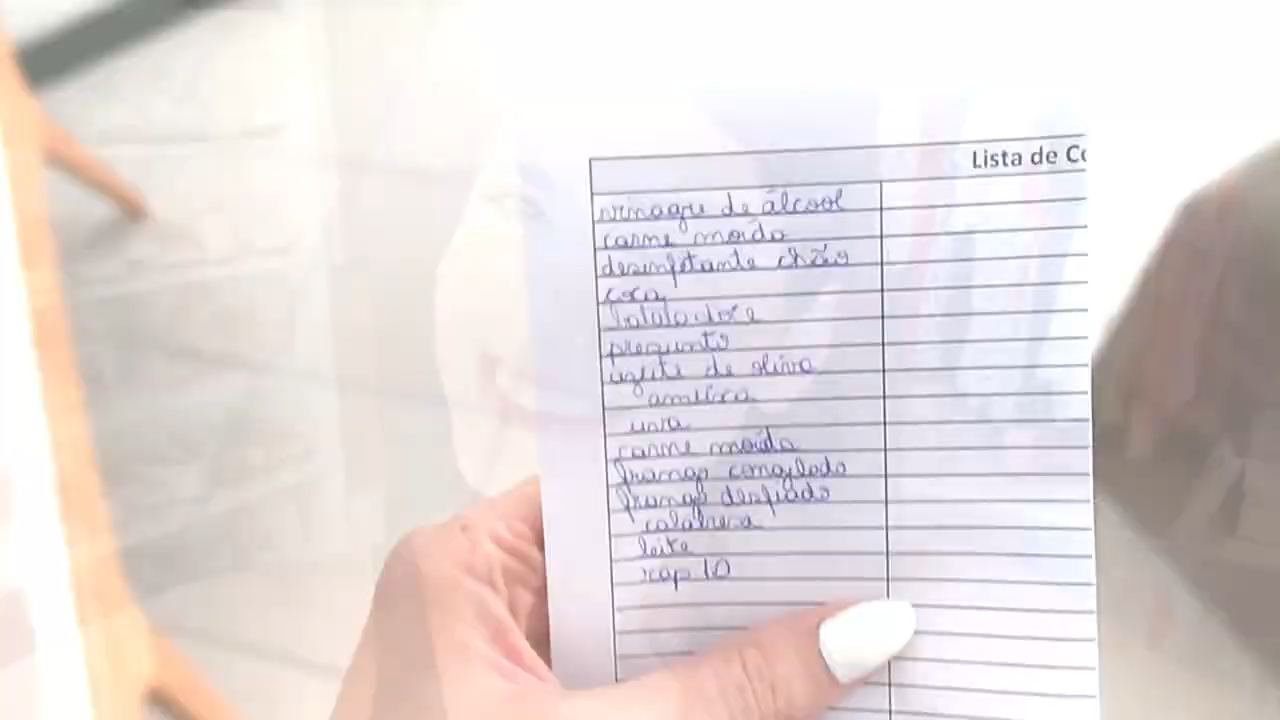 Lista de Co
vinagre de álcool
carne moída
desinfetante chão
coca
batata doce
presunto
azeite de oliva
ameixa
uva
carne moída
frango congelado
frango desfiado
calabresa
leite
rap 10